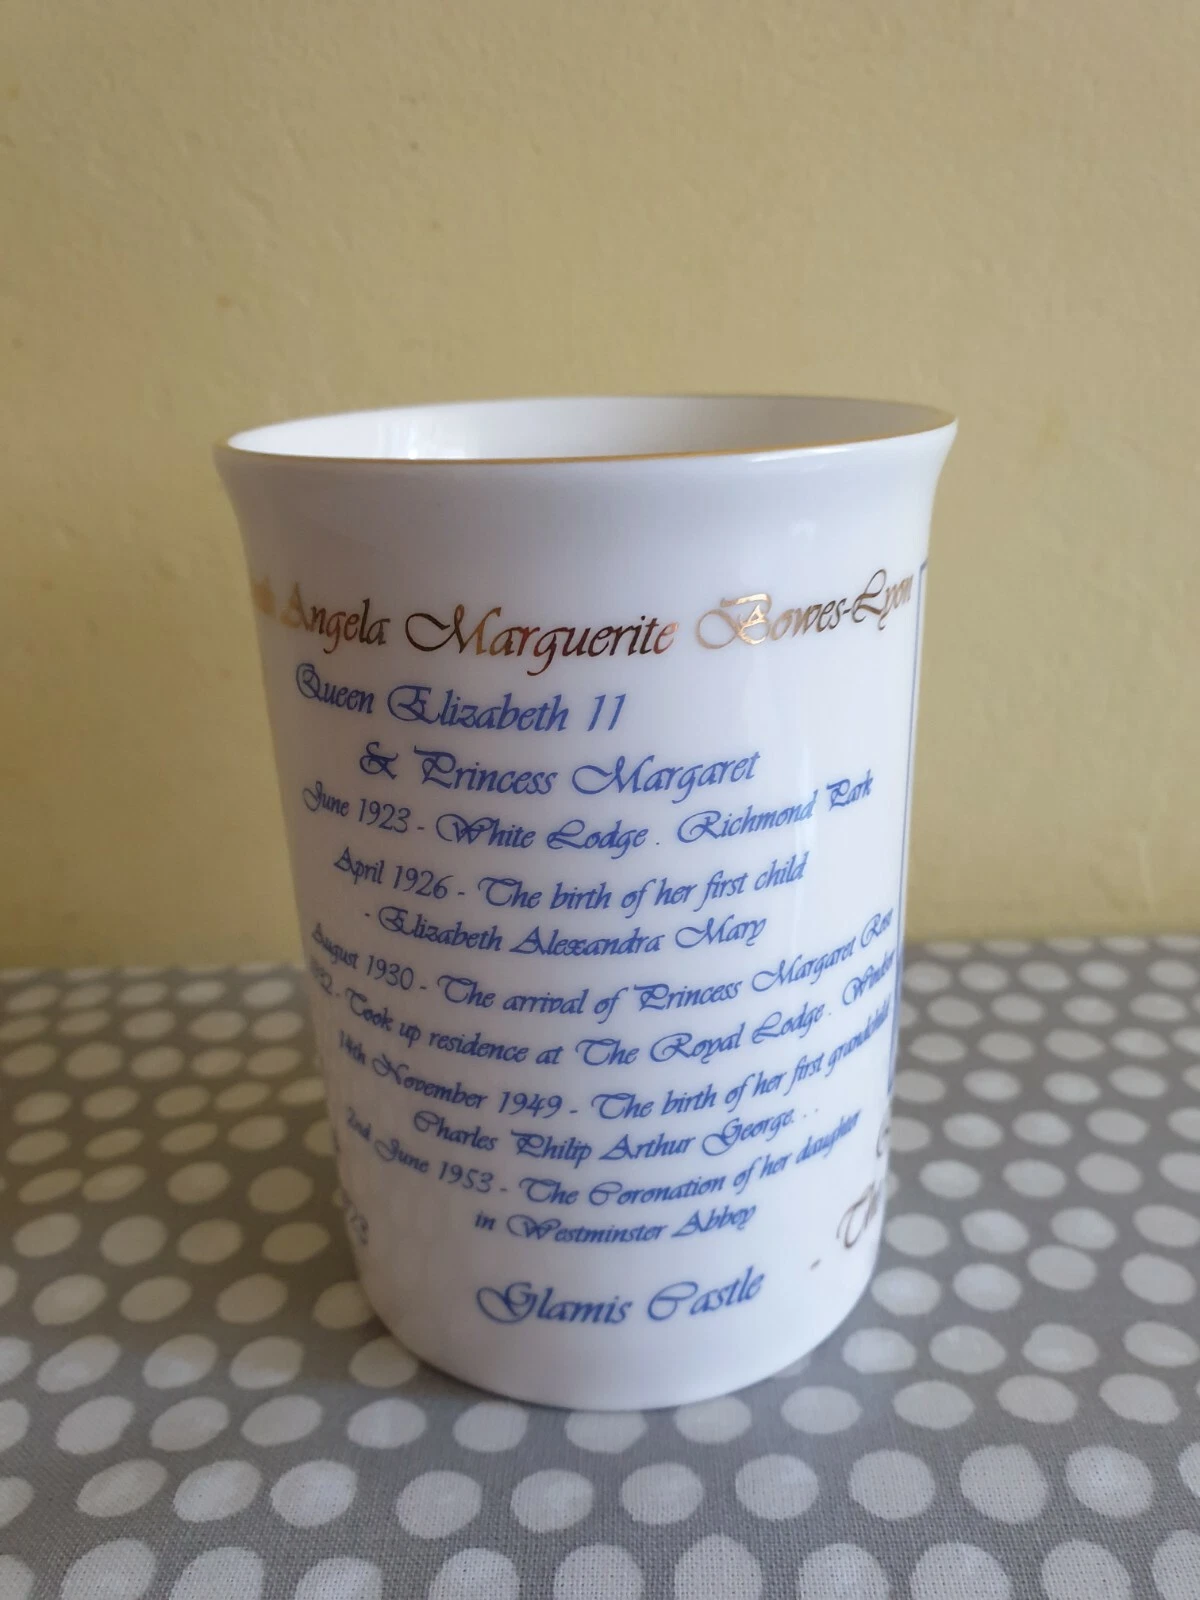 Angela Marguerite Bowes-Lyon
Queen Elizabeth 11
& Princess Margaret
June 1923 - White Lodge . Richmond Park
April 1926 - The birth of her first child
- Elizabeth Alexandra Mary
August 1930 - The arrival of Princess Margaret Rose
Took up residence at The Royal Lodge . Windsor
14th November 1949 - The birth of her first grandchild
Charles Philip Arthur George. . .
2nd June 1953 - The Coronation of her daughter
in Westminster Abbey
Glamis Castle